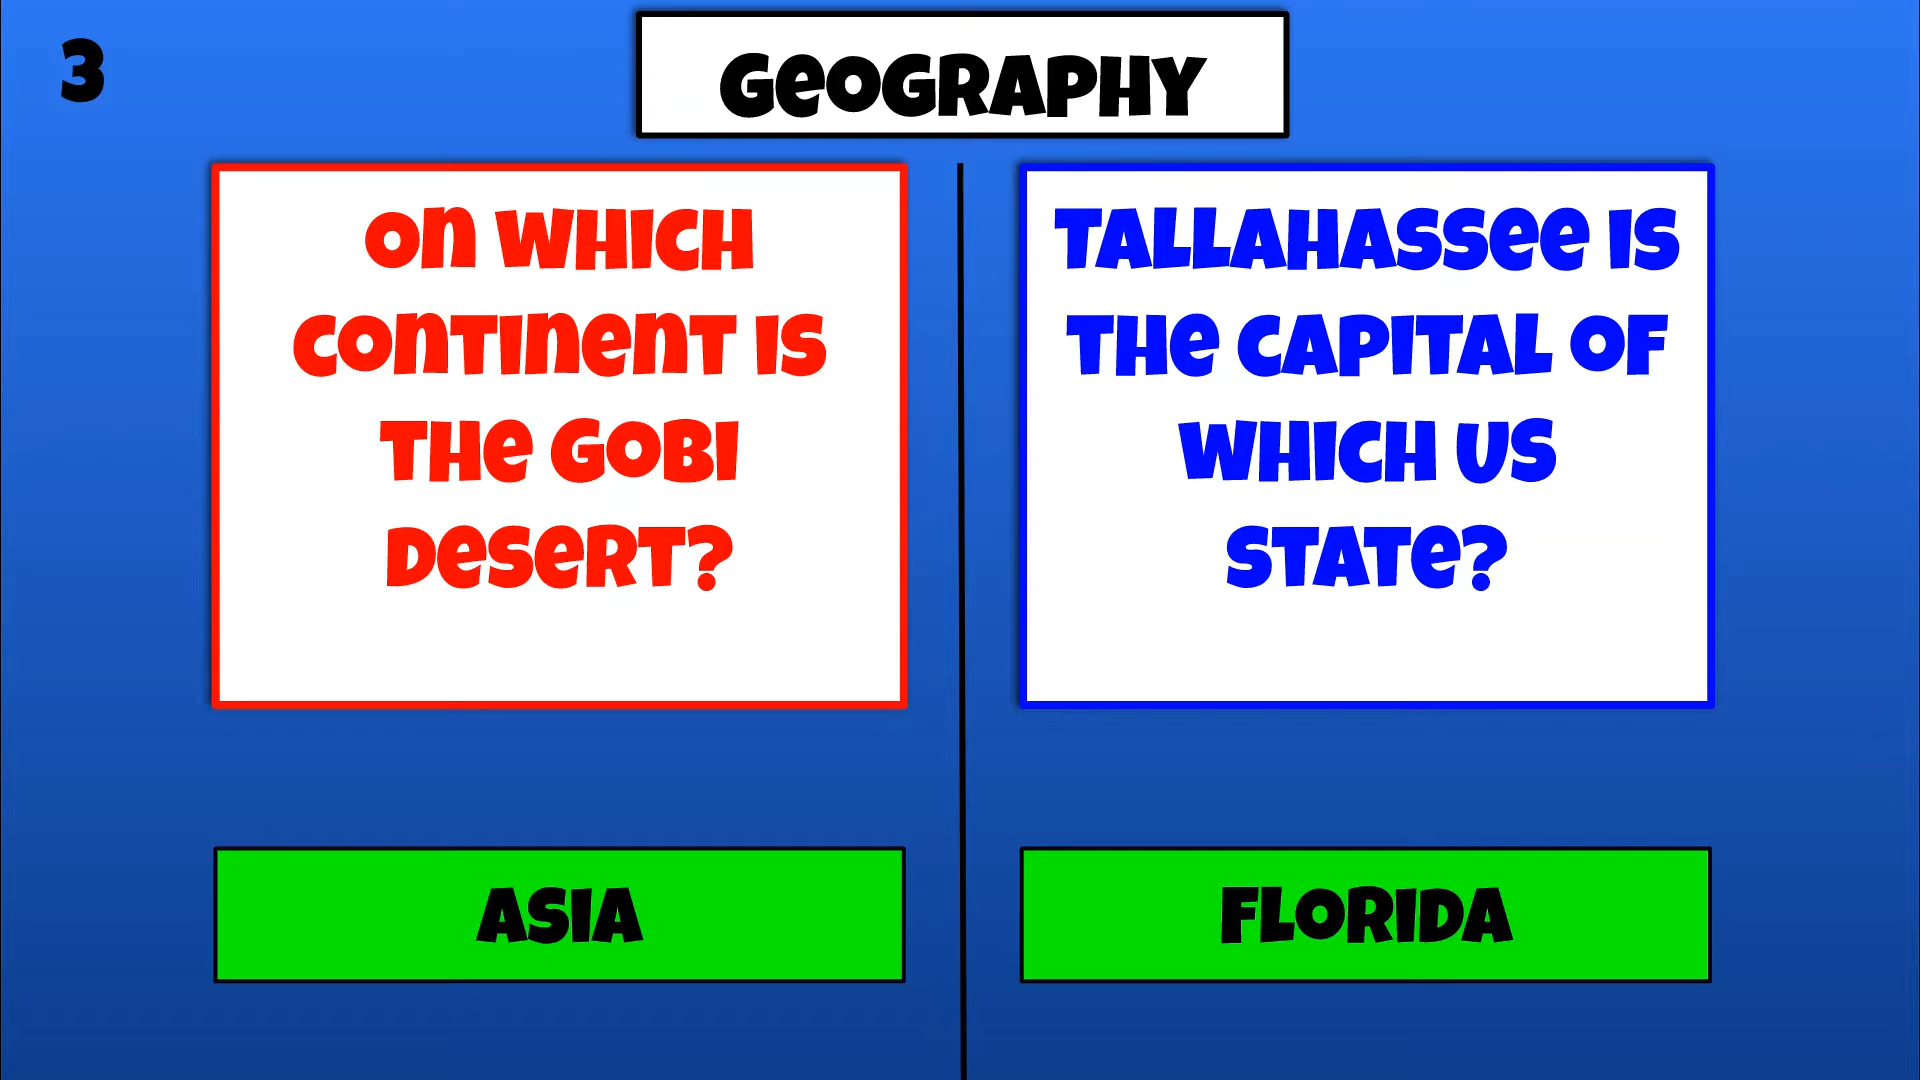 3
GEOGRAPHY
ON WHICH
CONTINENT IS
THE GOBI
DESERT?
TALLAHASSEE IS
THE CAPITAL OF
WHICH US
STATE?
ASIA
FLORIDA